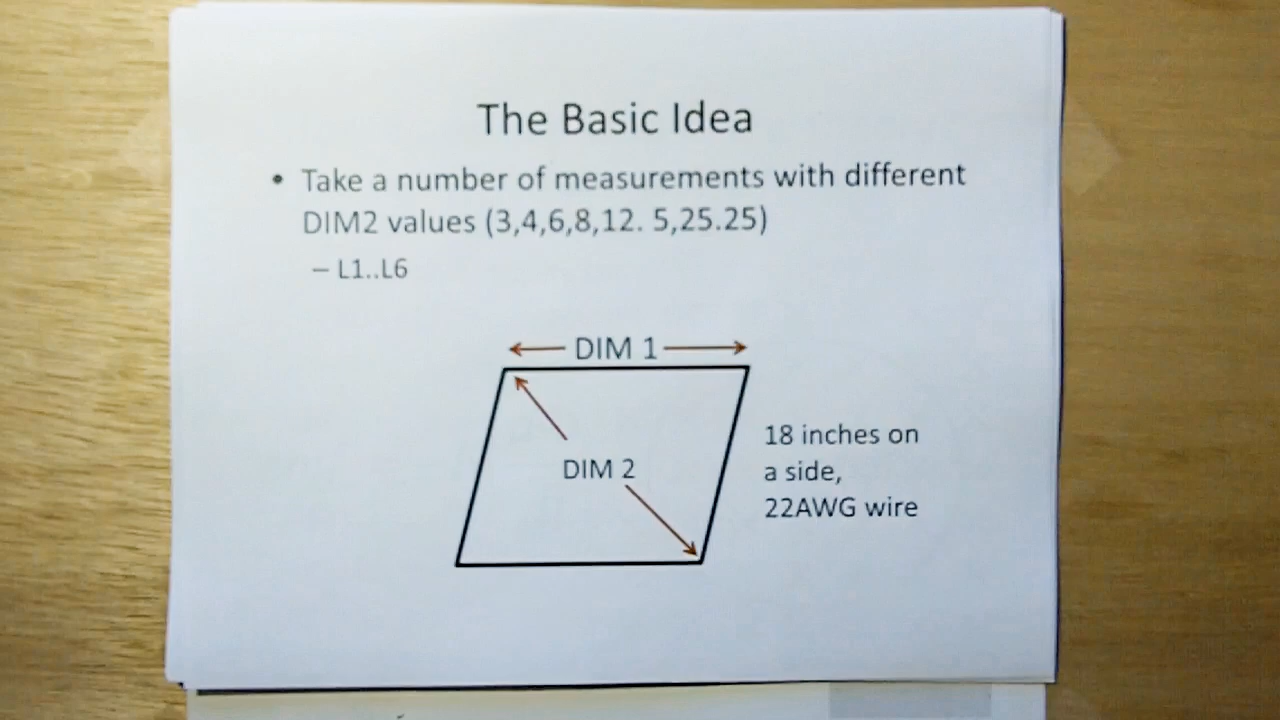 The Basic Idea
• Take a number of measurements with different
DIM2 values (3,4,6,8,12. 5,25.25)
– L1..L6
DIM 1
DIM 2
18 inches on
a side,
22AWG wire